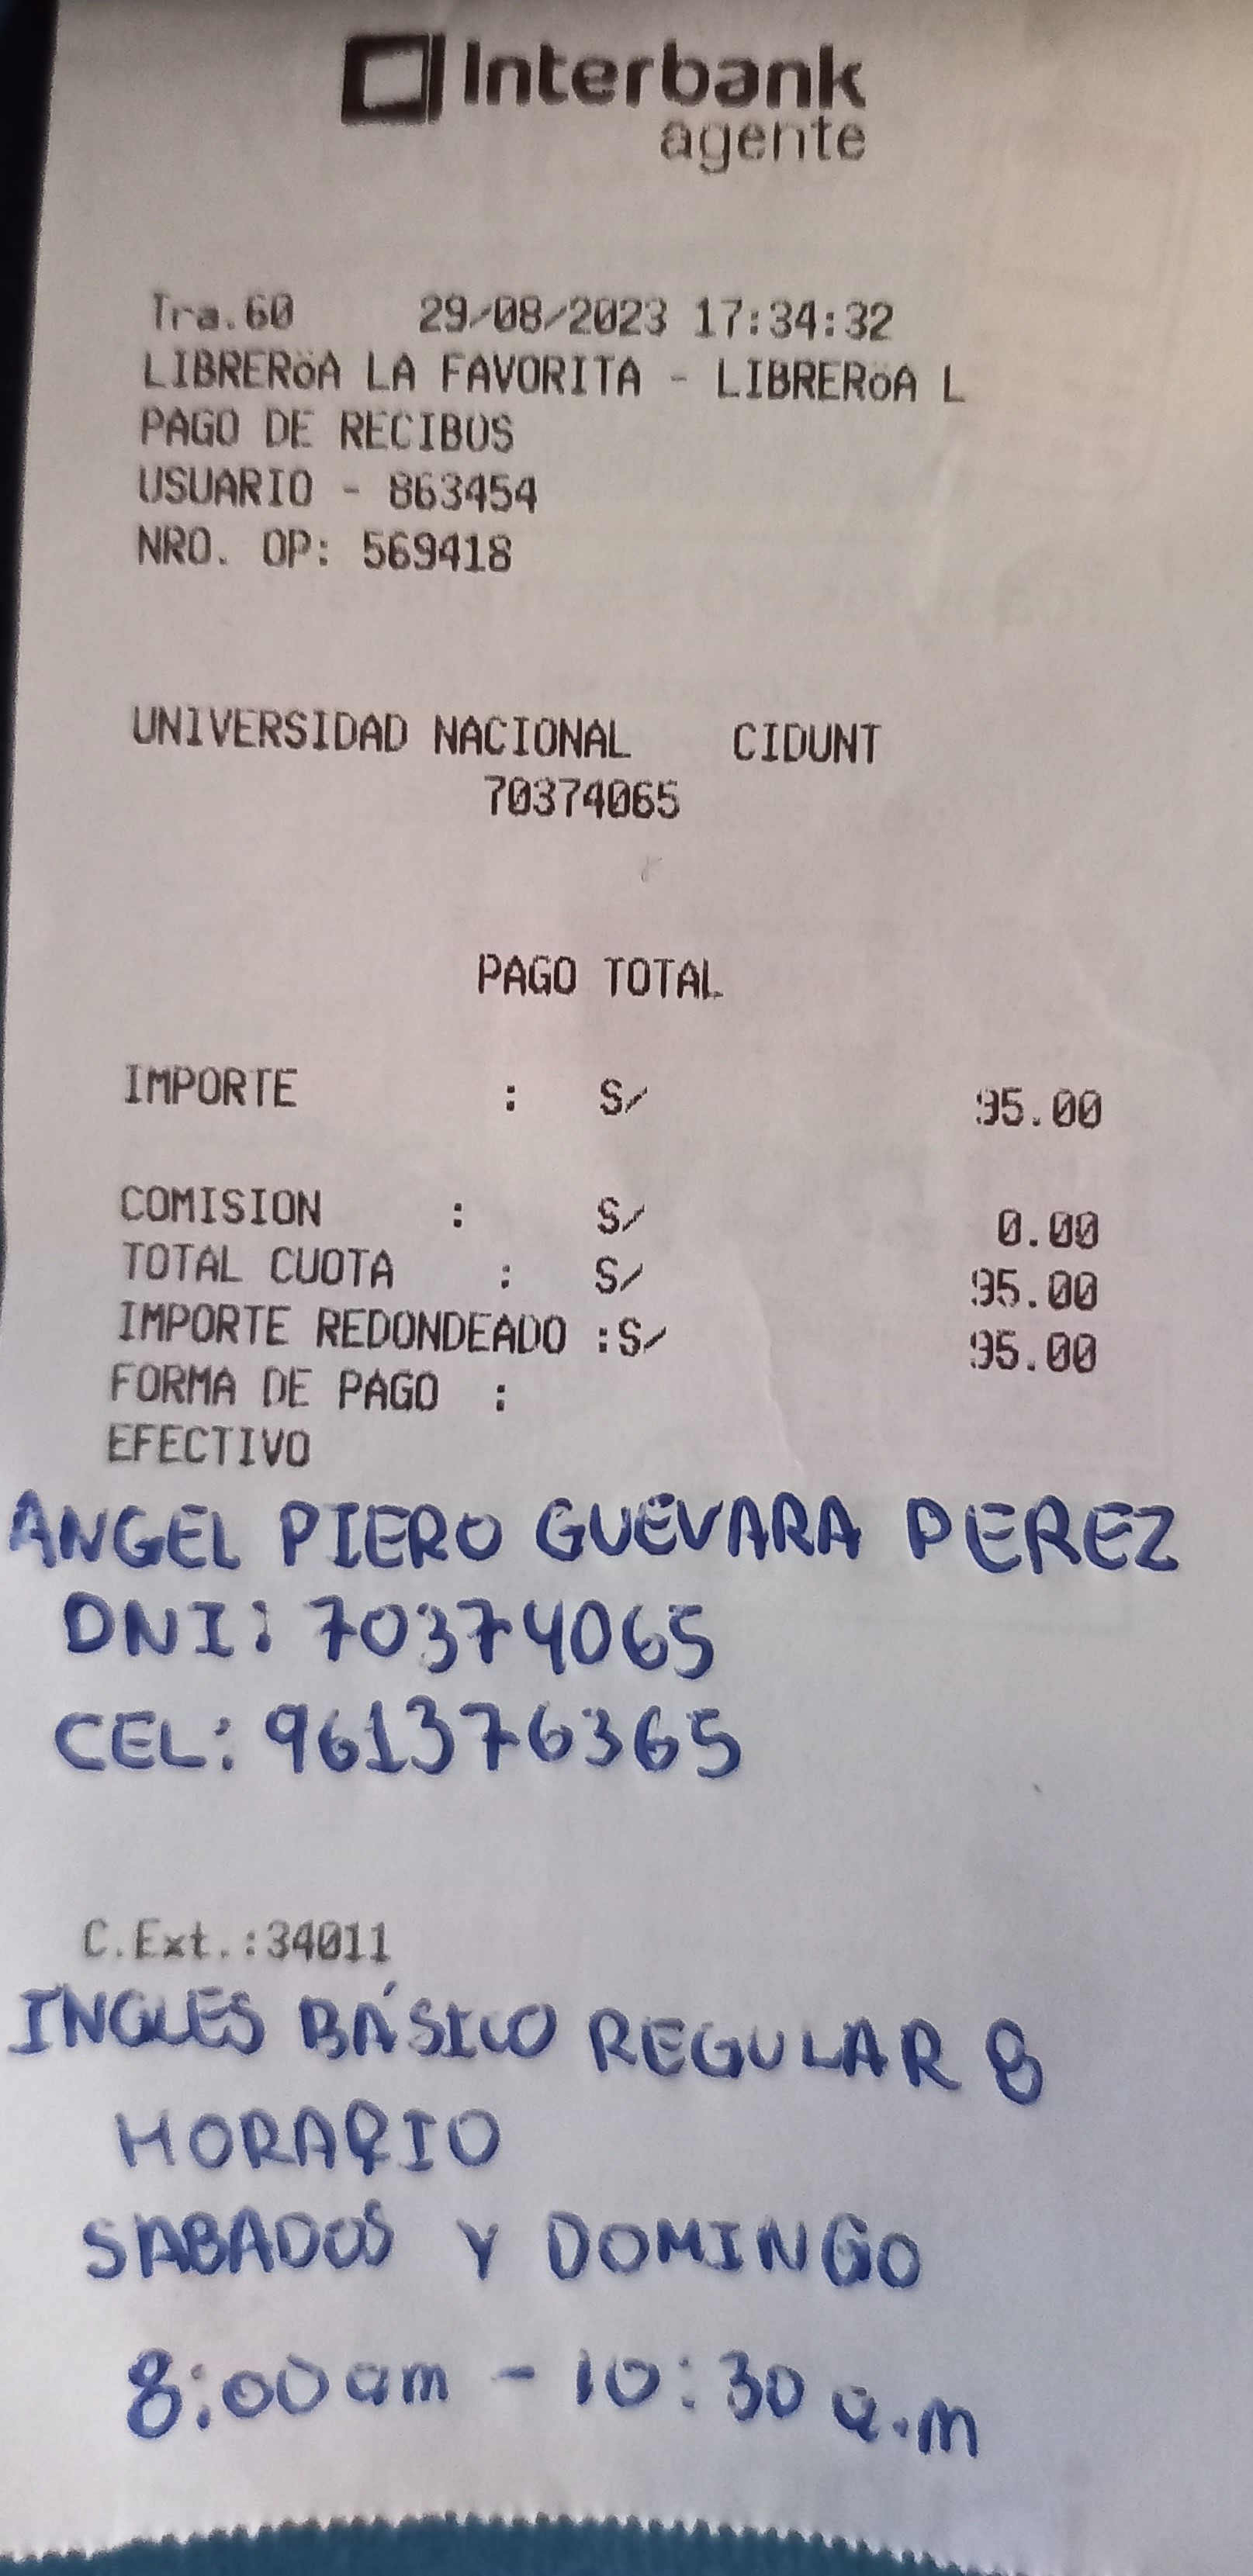 Interbank
agente
Tra.60 29/08/2023 17:34:32
LIBRERöA LA FAVORITA - LIBRERöA L
PAGO DE RECIBOS
USUARIO - 863454
NRO. OP: 569418
UNIVERSIDAD NACIONAL CIDUNT
70374065
PAGO TOTAL
IMPORTE : S/ 95.00
COMISION : S/ 0.00
TOTAL CUOTA : S/ 95.00
IMPORTE REDONDEADO :S/ 95.00
FORMA DE PAGO :
EFECTIVO
ANGEL PIERO GUEVARA PEREZ
DNI: 70374065
CEL: 961376365
C.Ext.:34011
INGLES BÁSICO REGULAR 8
HORARIO
SABADOS Y DOMINGO
8:00am - 10:30 a.m